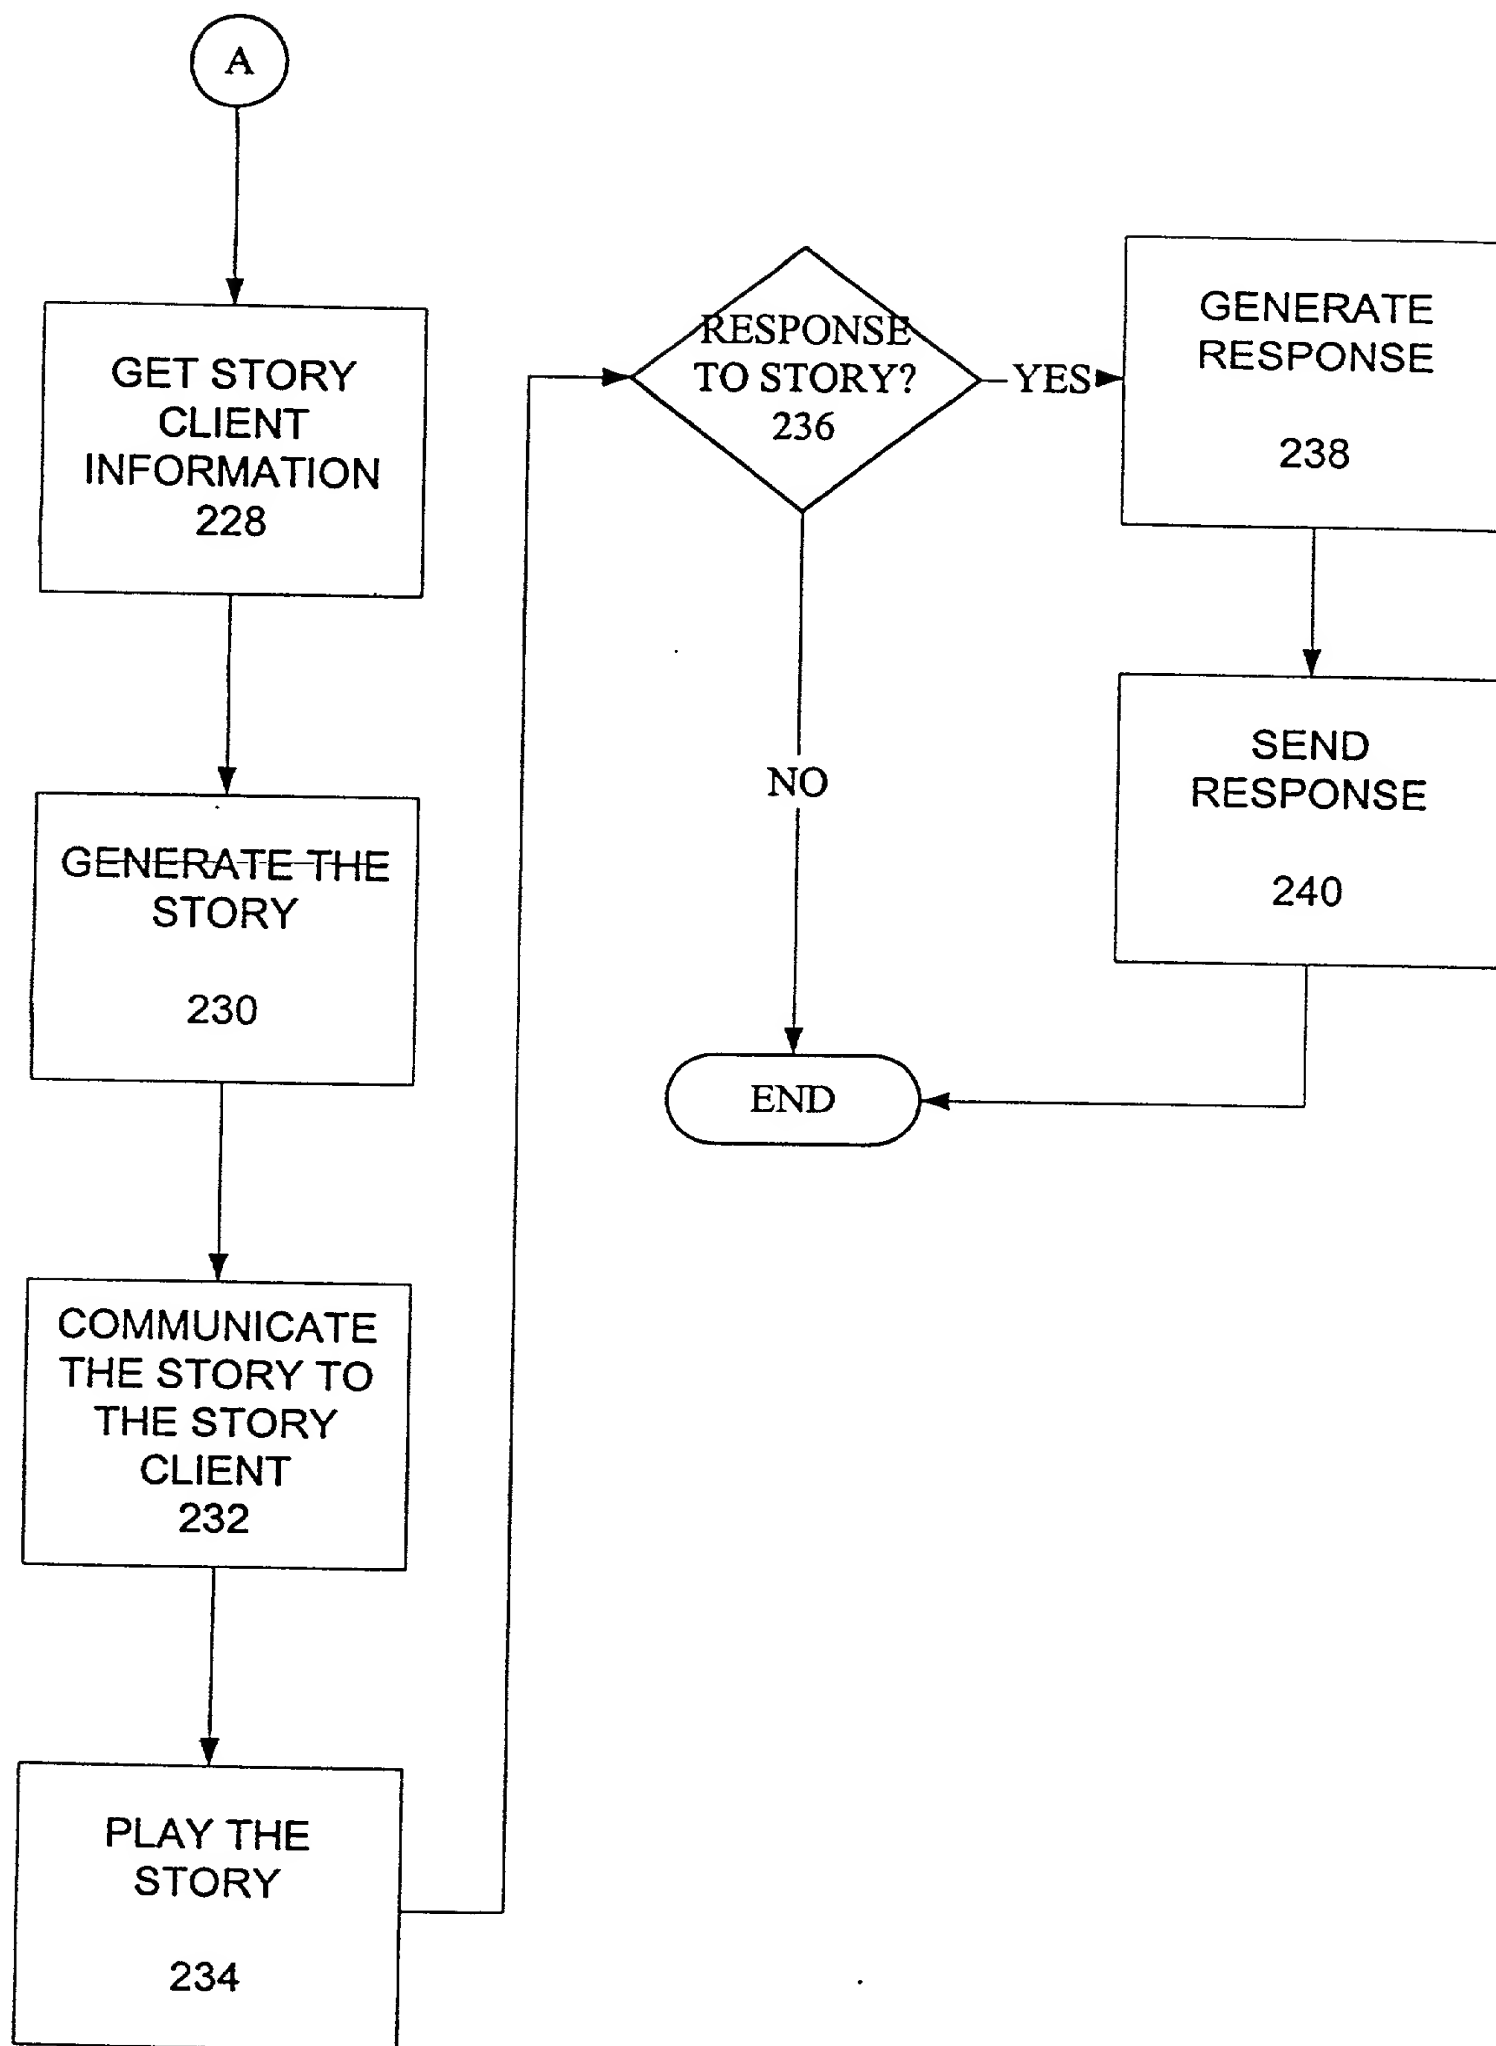 A
GET STORY
CLIENT
INFORMATION
228
GENERATE THE
STORY
230
COMMUNICATE
THE STORY TO
THE STORY
CLIENT
232
PLAY THE
STORY
234
RESPONSE
TO STORY?
236
YES
NO
GENERATE
RESPONSE
238
SEND
RESPONSE
240
END